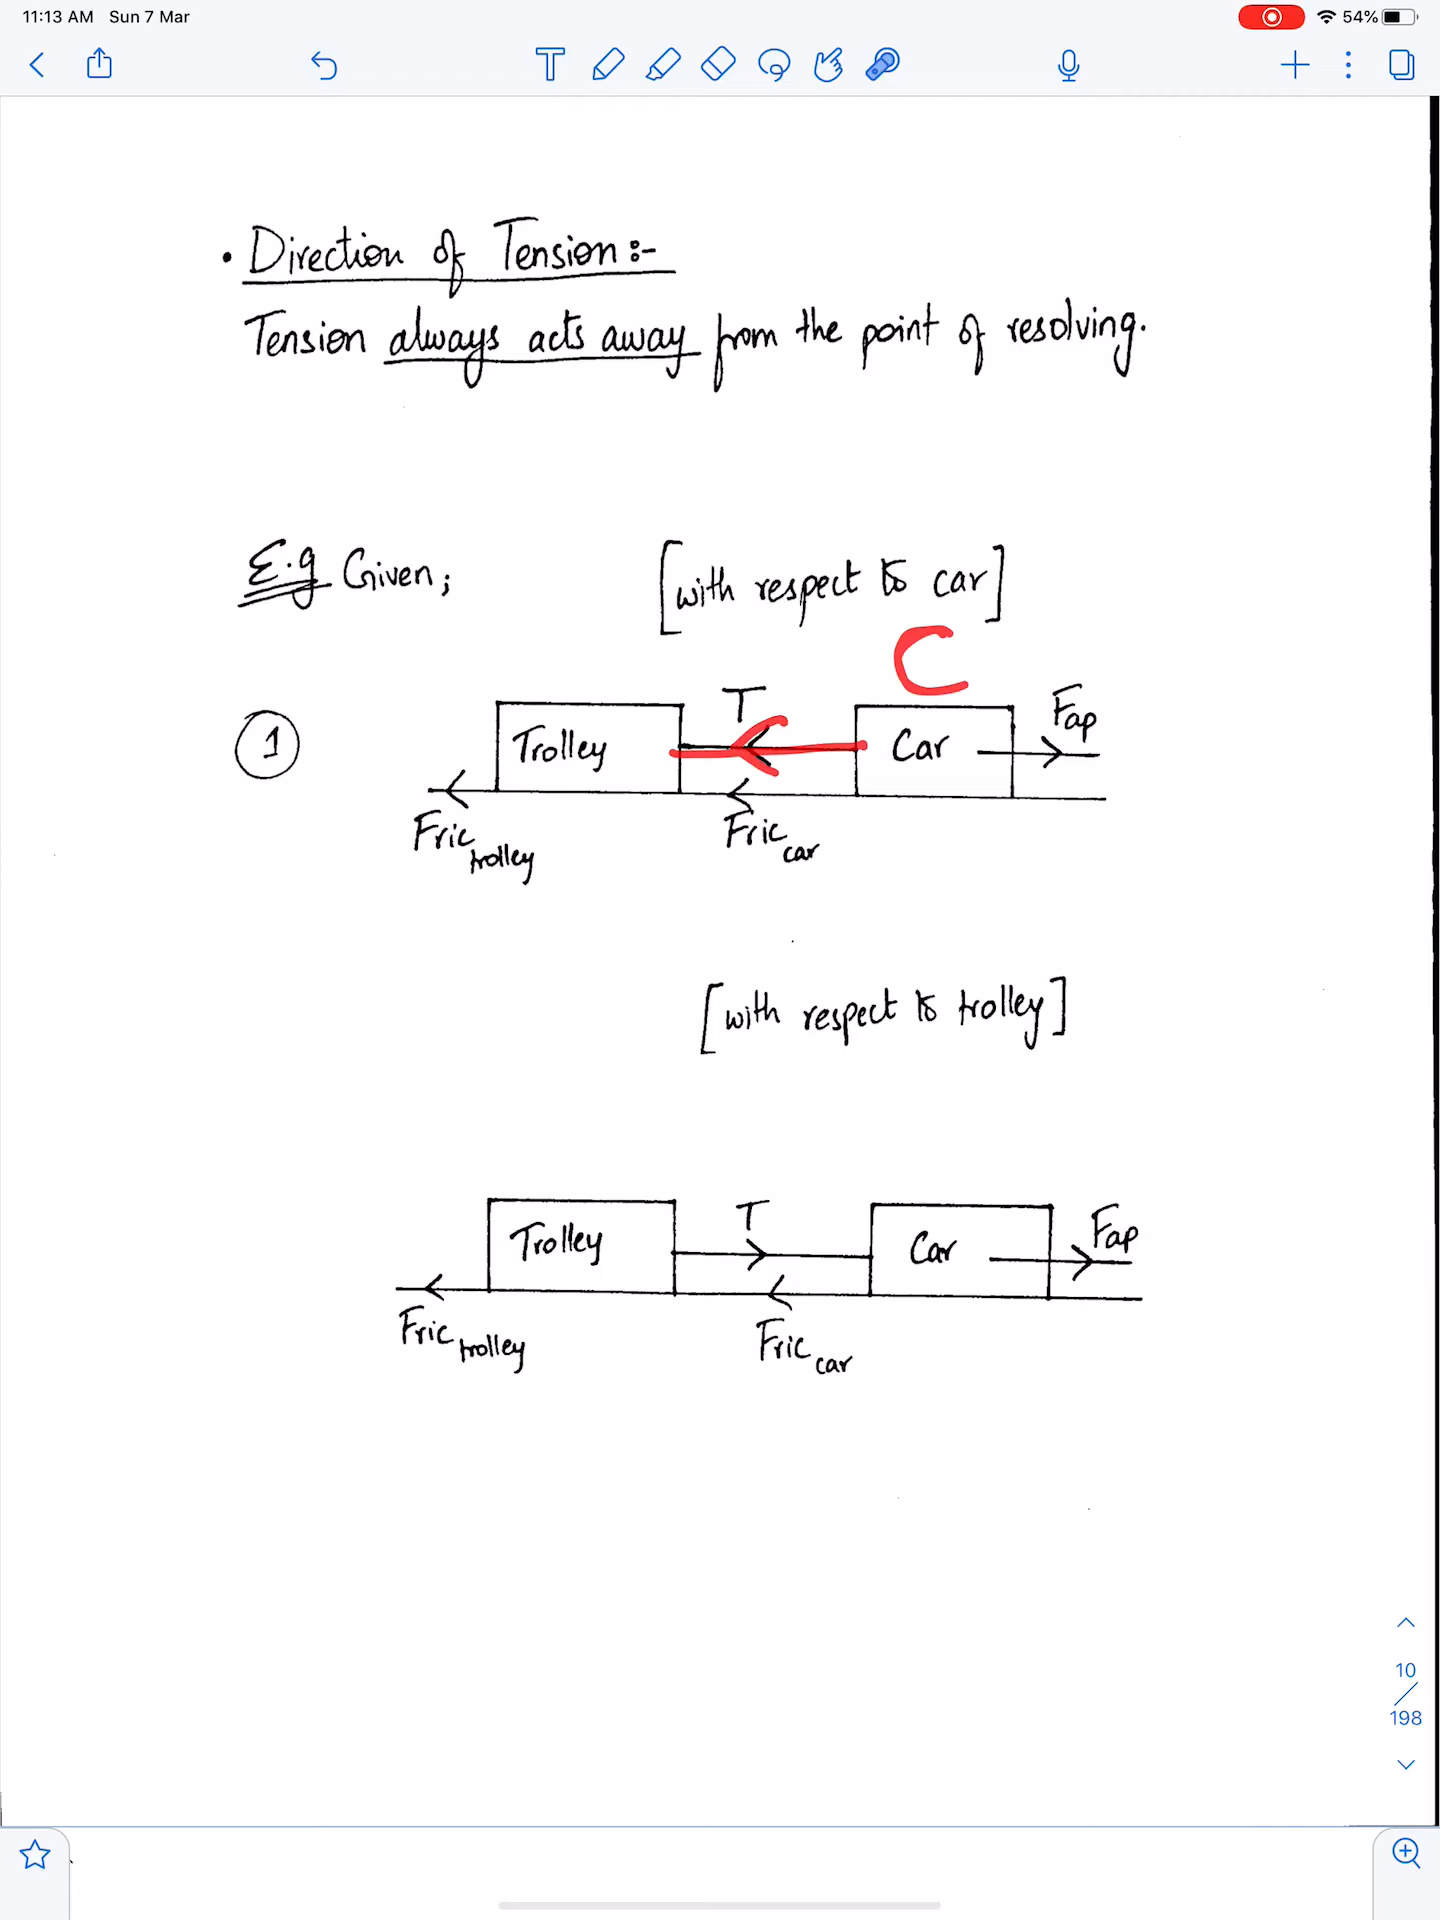 11:13 AM Sun 7 Mar
54%
• Direction of Tension:-
Tension always acts away from the point of resolving.
E.g Given;
[with respect to car]
C
1
Trolley
T
Car
Fap
Fric trolley
Fric car
[with respect to trolley]
Trolley
T
Car
Fap
Fric trolley
Fric car
10
/
198